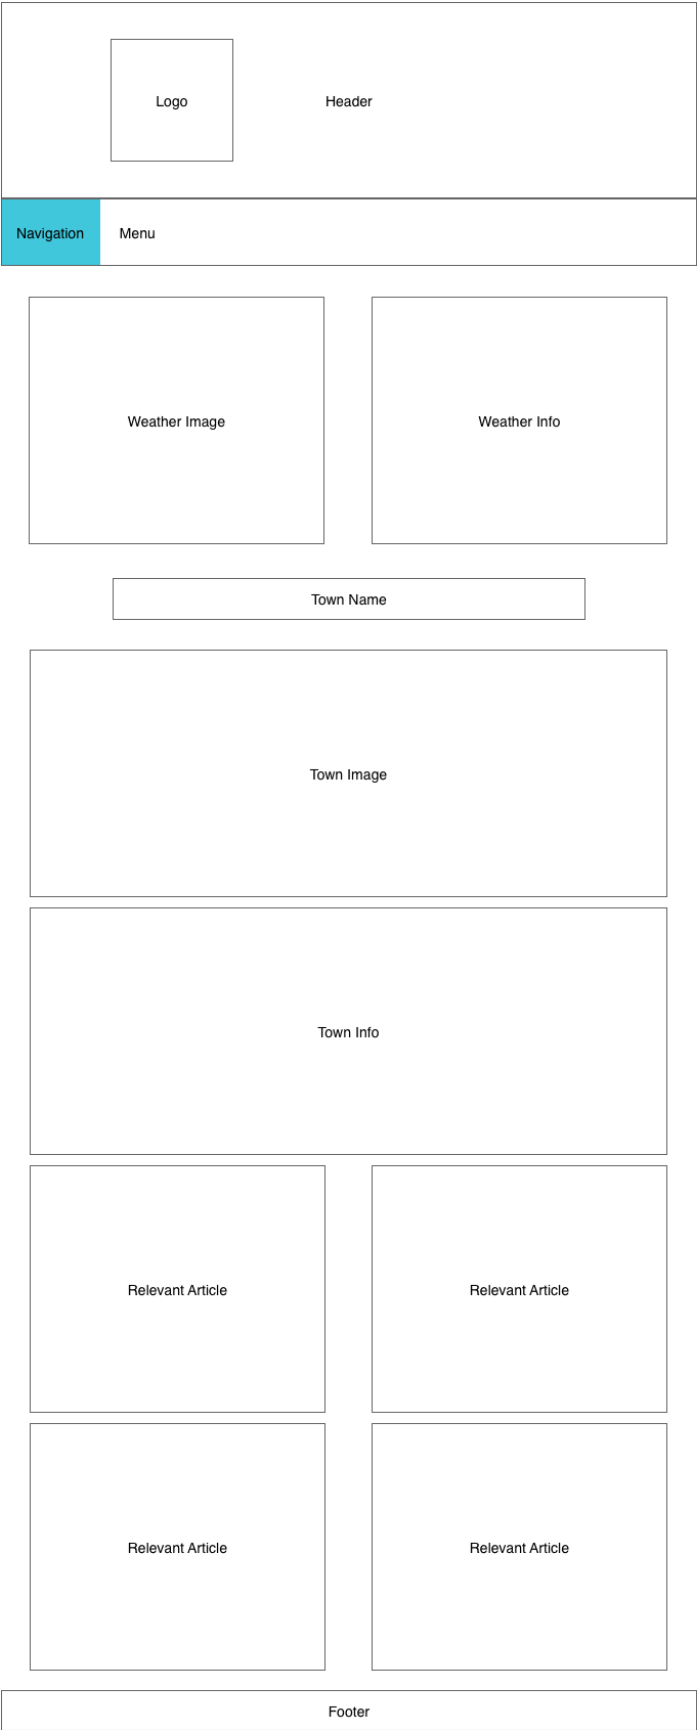 Logo
Header
Navigation
Menu
Weather Image
Weather Info
Town Name
Town Image
Town Info
Relevant Article
Relevant Article
Relevant Article
Relevant Article
Footer